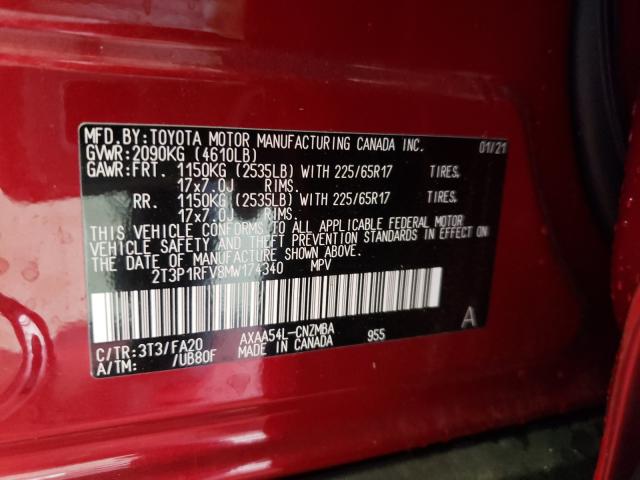 MFD.BY:TOYOTA MOTOR MANUFACTURING CANADA INC. 01/21
GVWR:2090KG (4610LB)
GAWR:FRT. 1150KG (2535LB) WITH 225/65R17 TIRES.
17x7.0J RIMS.
RR. 1150KG (2535LB) WITH 225/65R17 TIRES.
17x7.0J RIMS.
THIS VEHICLE CONFORMS TO ALL APPLICABLE FEDERAL MOTOR
VEHICLE SAFETY AND THEFT PREVENTION STANDARDS IN EFFECT ON
THE DATE OF MANUFACTURE SHOWN ABOVE.
2T3P1RFV8MW174340 MPV
C/TR:3T3/FA20 AXAA54L-CNZMBA 955 A
A/TM: /UB80F MADE IN CANADA